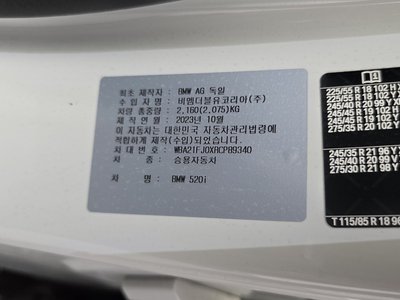 최초 제작자 : BMW AG 독일
수 입 자 명 : 비엠더블유코리아(주)
차량 총중량 : 2,160(2,075)KG
제작 연월 : 2023년 10월
이 자동차는 대한민국 자동차관리법령에
적합하게 제작(수입)되었습니다.
차 대 번 호 : WBA21FJ0XRCP89340
차 종 : 승용자동차
차 명 : BMW 520i
225/55 R 18 102 H X
225/55 R 18 102 Y
245/40 R 20 99 Y X
245/45 R 19 102 Y
275/35 R 20 102 Y
245/35 R 21 96 Y X
245/40 R 20 99 Y
275/30 R 21 98 Y
T 115/85 R 18 96